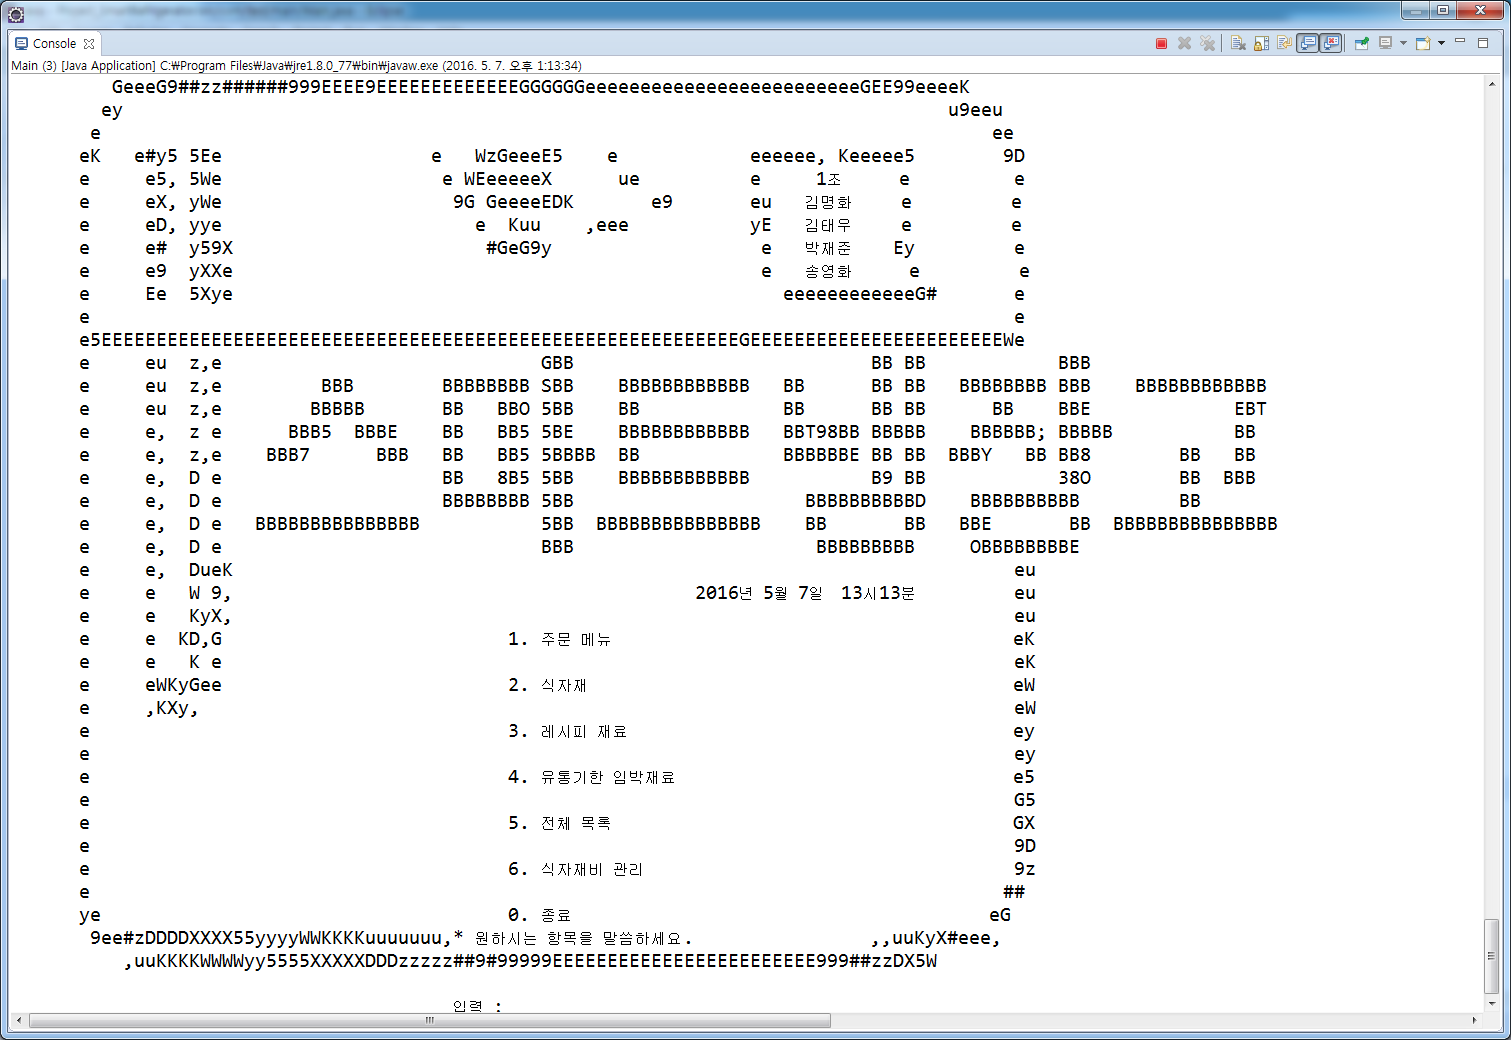 Console
Main (3) [Java Application] C:₩Program Files₩Java₩jre1.8.0_77₩bin₩javaw.exe (2016. 5. 7. 오후 1:13:34)
GeeeG9##zz######999EEEE9EEEEEEEEEEEEEGGGGGGeeeeeeeeeeeeeeeeeeeeeeeeeGEE99eeeeK
ey u9eeu
e ee
eK e#y5 5Ee e WzGeeeE5 e eeeeee, Keeeee5 9D
e e5, 5We e WEeeeeeX ue e 1조 e e
e eX, yWe 9G GeeeeEDK e9 eu 김명화 e e
e eD, yye e Kuu ,eee yE 김태우 e e
e e# y59X #GeG9y e 박재준 Ey e
e e9 yXXe e 송영화 e e
e Ee 5Xye eeeeeeeeeeeeG# e
e e
e5EEEEEEEEEEEEEEEEEEEEEEEEEEEEEEEEEEEEEEEEEEEEEEEEEEEEEEEEEEGEEEEEEEEEEEEEEEEEEEEEEEWe
e eu z,e GBB BB BB BBB
e eu z,e BBB BBBBBBBB SBB BBBBBBBBBBBB BB BB BB BBBBBBBB BBB BBBBBBBBBBBB
e eu z,e BBBBB BB BBO 5BB BB BB BB BB BB BBE EBT
e e, z e BBB5 BBBE BB BB5 5BE BBBBBBBBBBBB BBT98BB BBBBB BBBBBB; BBBBB BB
e e, z,e BBB7 BBB BB BB5 5BBBB BB BBBBBBE BB BB BBBY BB BB8 BB BB
e e, D e BB 8B5 5BB BBBBBBBBBBBB B9 BB 38O BB BBB
e e, D e BBBBBBBB 5BB BBBBBBBBBBD BBBBBBBBBB BB
e e, D e BBBBBBBBBBBBBBB 5BB BBBBBBBBBBBBBBB BB BB BBE BB BBBBBBBBBBBBBBB
e e, D e BBB BBBBBBBBB OBBBBBBBBE
e e, DueK eu
e e W 9, 2016년 5월 7일 13시13분 eu
e e KyX, eu
e e KD,G 1. 주문 메뉴 eK
e e K e eK
e eWKyGee 2. 식자재 eW
e ,KXy, eW
e 3. 레시피 재료 ey
e ey
e 4. 유통기한 임박재료 e5
e G5
e 5. 전체 목록 GX
e 9D
e 6. 식자재비 관리 9z
e ##
ye 0. 종료 eG
9ee#zDDDDXXXX55yyyyWWKKKKuuuuuuu,* 원하시는 항목을 말씀하세요. ,,uuKyX#eee,
,uuKKKKWWWWyy5555XXXXXDDDzzzzz##9#99999EEEEEEEEEEEEEEEEEEEEEEEE999##zzDX5W
입력 :